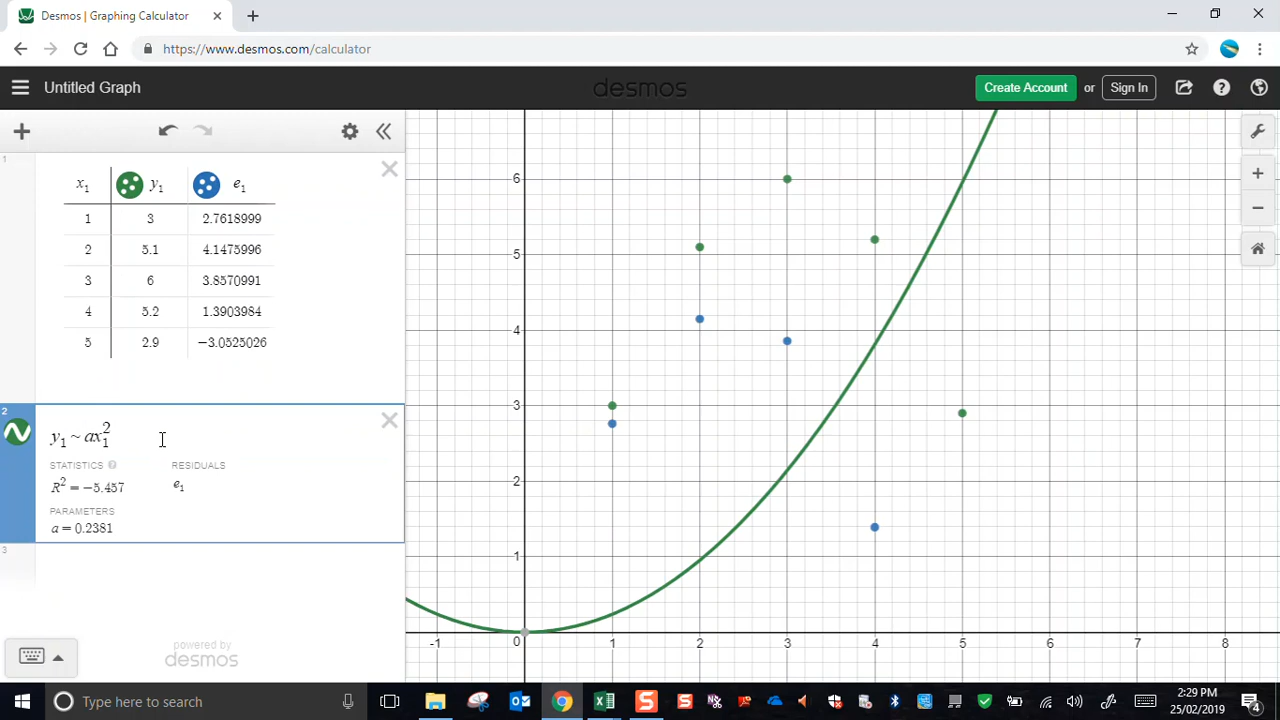 Desmos | Graphing Calculator
https://www.desmos.com/calculator
Untitled Graph
desmos
Create Account or Sign In
1
x₁ y₁ e₁
1 3 2.7618999
2 5.1 4.1475996
3 6 3.8570991
4 5.2 1.3903984
5 2.9 −3.0525026
2
y₁ ~ ax₁²
STATISTICS ? RESIDUALS
R² = −5.457 e₁
PARAMETERS
a = 0.2381
3
powered by
desmos
6
5
4
3
2
1
-1 0 1 2 3 4 5 6 7 8
Type here to search
2:29 PM
25/02/2019
4